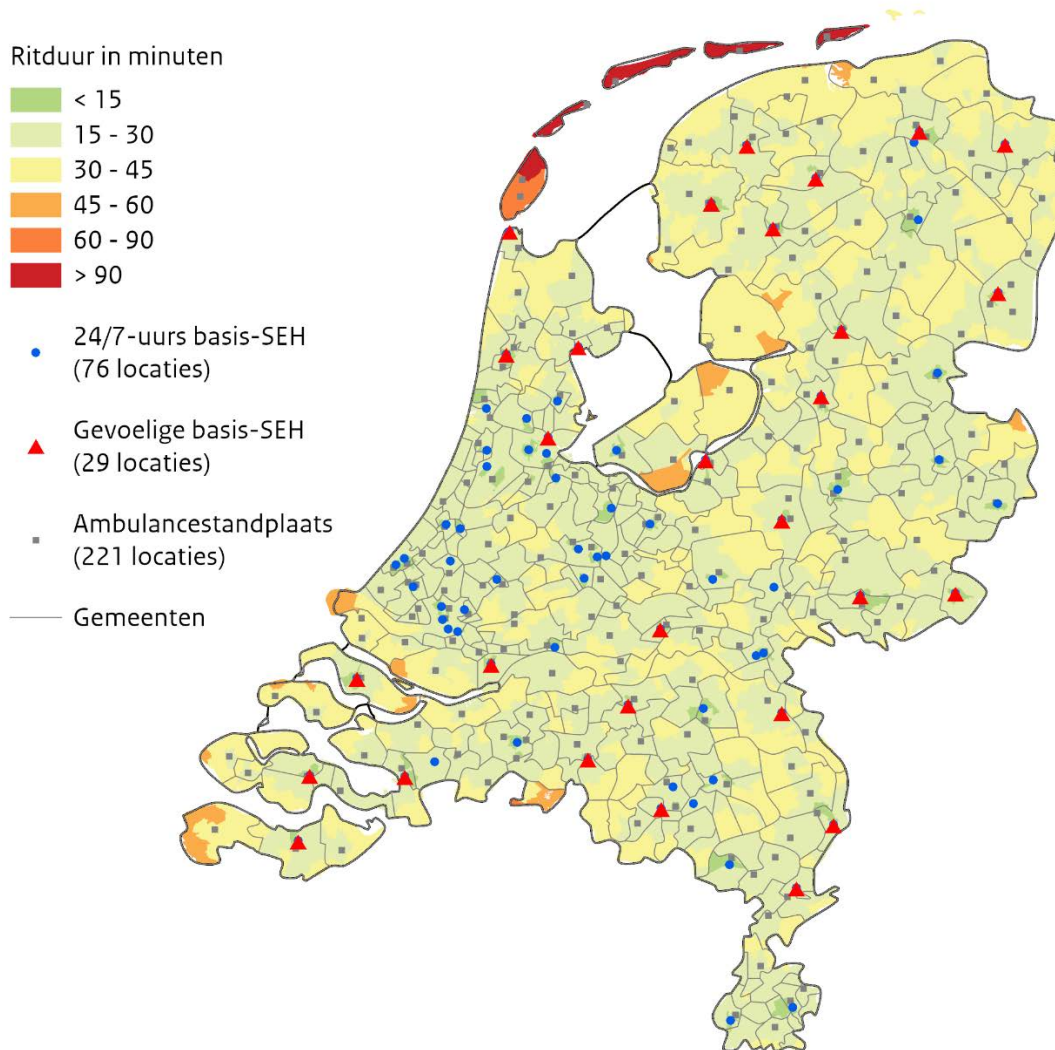 Ritduur in minuten
< 15
15 - 30
30 - 45
45 - 60
60 - 90
> 90
24/7-uurs basis-SEH
(76 locaties)
Gevoelige basis-SEH
(29 locaties)
Ambulancestandplaats
(221 locaties)
Gemeenten